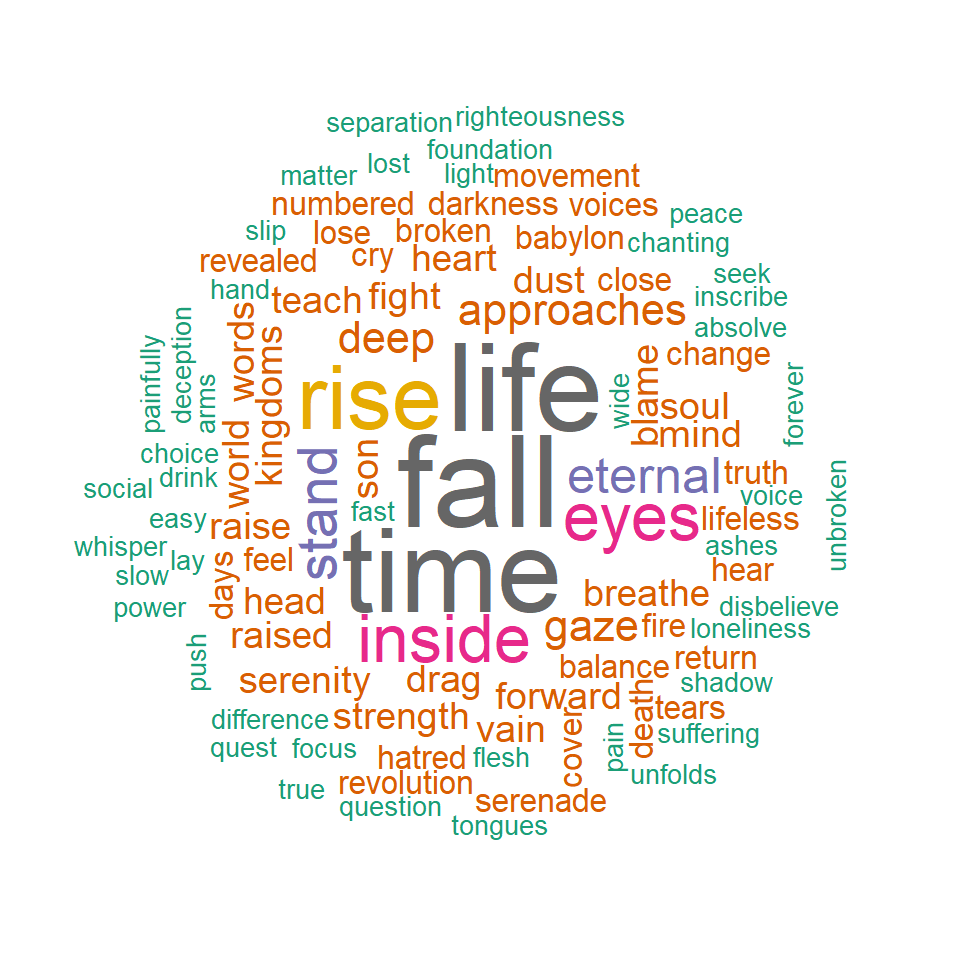 separation righteousness
foundation
matter lost light movement
numbered darkness voices peace
slip lose broken babylon chanting
revealed cry heart
hand teach fight dust close seek
inscribe
approaches absolve
painfully deception arms words kingdoms deep change
rise life wide blame forever
soul
mind
choice world son fall
social drink stand eternal truth
voice unbroken
easy raise fast eyes lifeless
whisper lay feel time ashes
slow days hear
power head breathe disbelieve
raised inside gaze fire loneliness
push balance return
serenity drag shadow
forward death tears
difference strength vain cover pain suffering
quest focus hatred flesh
revolution unfolds
true question serenade
tongues